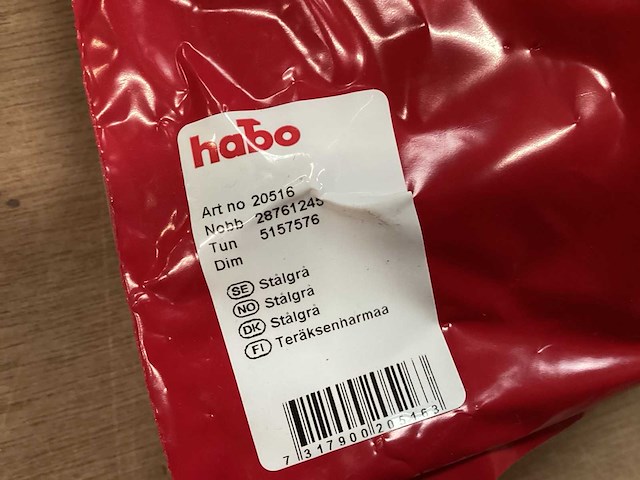 habo
Art no 20516
Nobb 28761245
Tun 5157576
Dim
SE Stålgrå
NO Stålgrå
DK Stålgrå
FI Teräksenharmaa
7 317900 205163